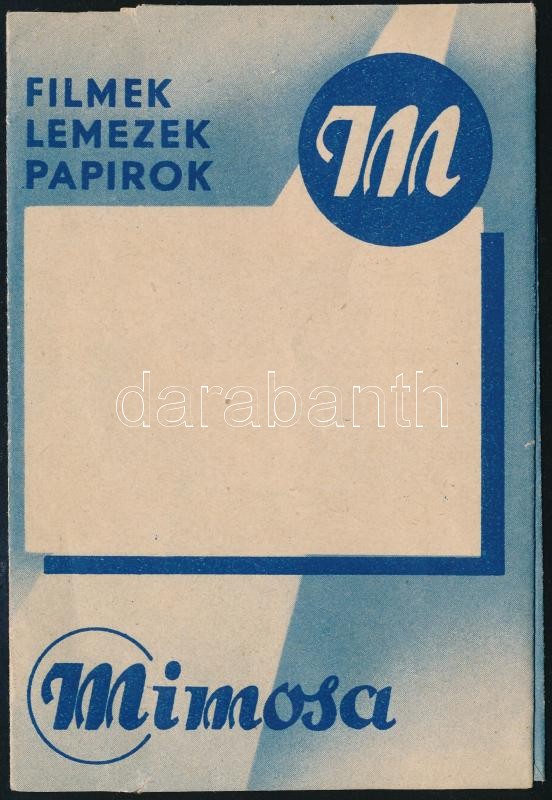 FILMEK
LEMEZEK
PAPIROK
M
darabanth
Mimosa